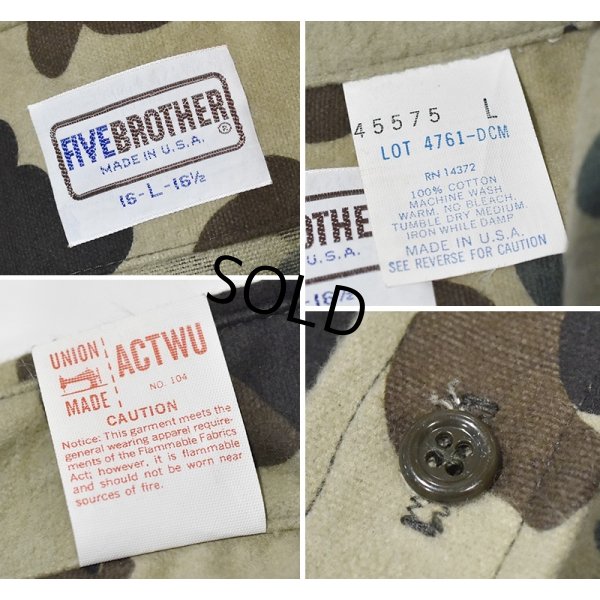 FIVE BROTHER
®
MADE IN U.S.A.
16-L-16½
45575 L
LOT 4761-DCM
RN 14372
100% COTTON
MACHINE WASH
WARM, NO BLEACH.
TUMBLE DRY MEDIUM.
IRON WHILE DAMP
MADE IN U.S.A.
SEE REVERSE FOR CAUTION
OTHER
®
U.S.A.
-16½
SOLD
UNION
MADE
ACTWU
NO. 104
CAUTION
Notice: This garment meets the
general wearing apparel require-
ments of the Flammable Fabrics
Act; however, it is flammable
and should not be worn near
sources of fire.